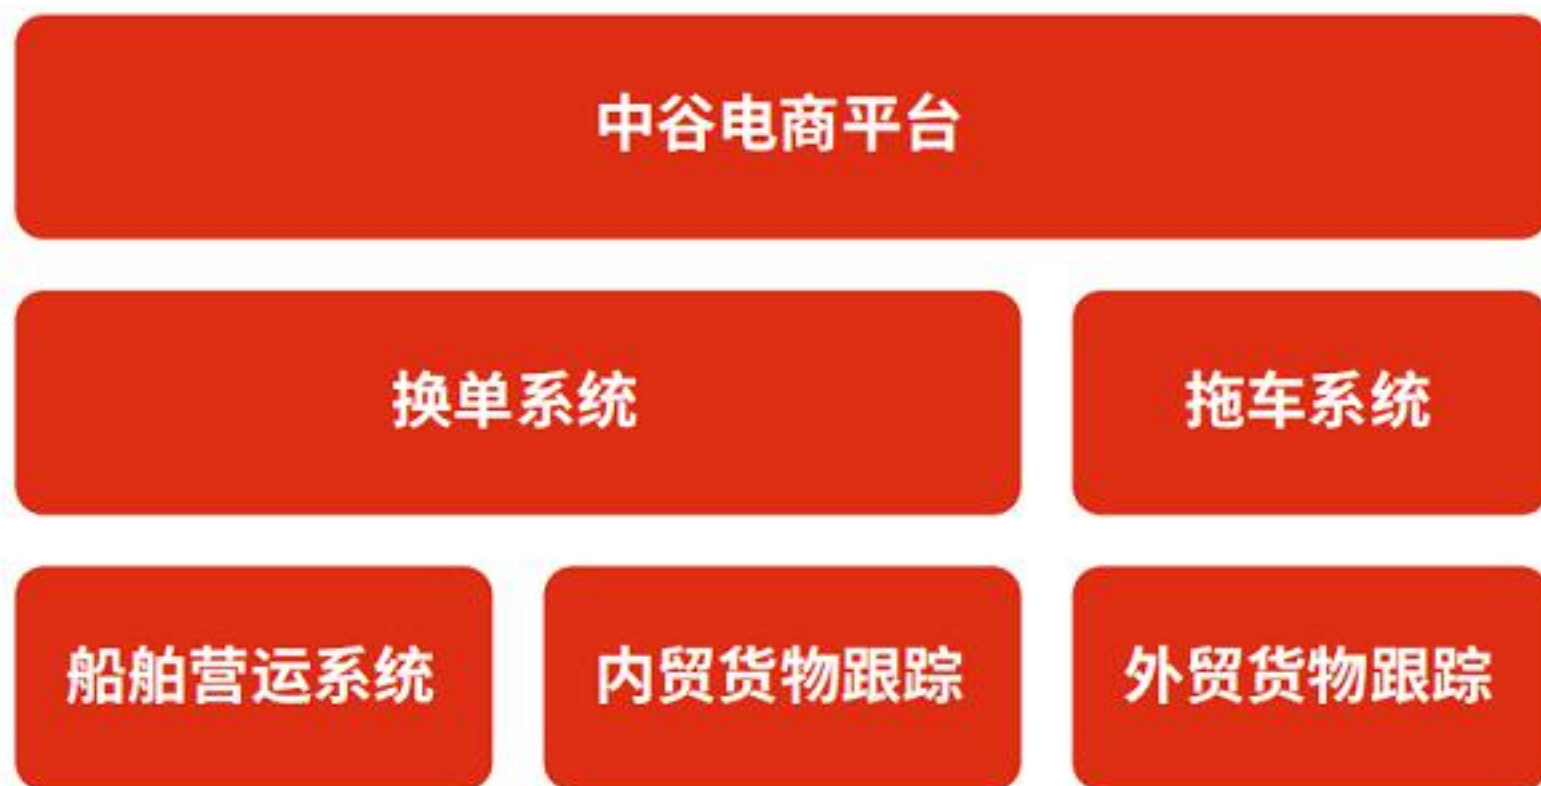 中谷电商平台
换单系统
拖车系统
船舶营运系统
内贸货物跟踪
外贸货物跟踪